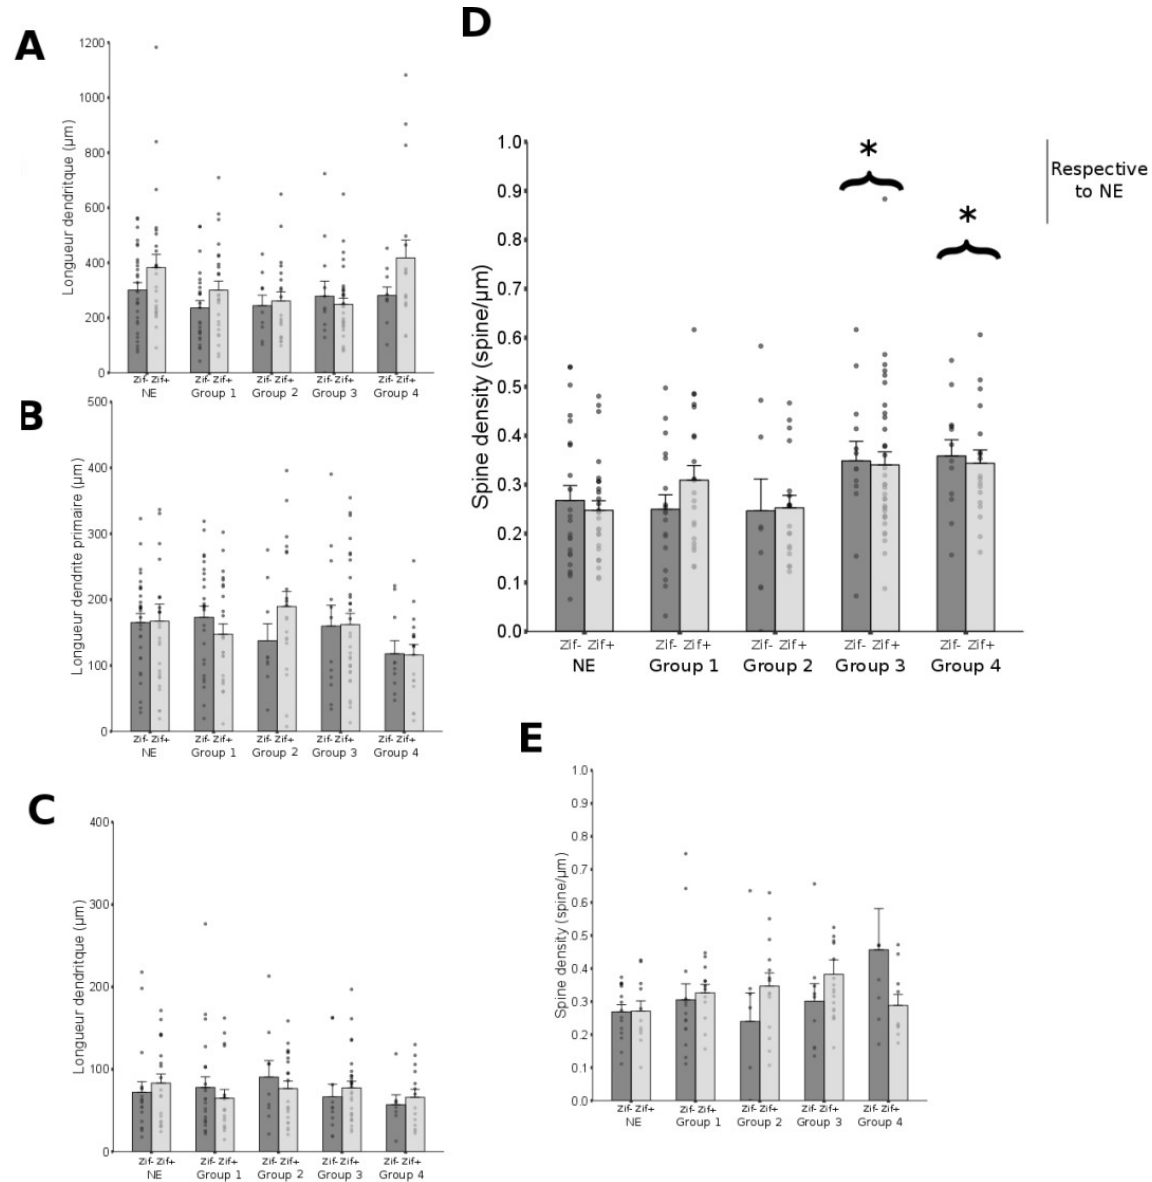 A
Longueur dendritque (µm)
1200
1000
800
600
400
200
0
Zif- Zif+ Zif- Zif+ Zif- Zif+ Zif- Zif+ Zif- Zif+
NE Group 1 Group 2 Group 3 Group 4
B
Longueur dendrite primaire (µm)
500
400
300
200
100
0
Zif- Zif+ Zif- Zif+ Zif- Zif+ Zif- Zif+ Zif- Zif+
NE Group 1 Group 2 Group 3 Group 4
C
Longueur dendritque (µm)
400
300
200
100
0
Zif- Zif+ Zif- Zif+ Zif- Zif+ Zif- Zif+ Zif- Zif+
NE Group 1 Group 2 Group 3 Group 4
D
Spine density (spine/µm)
1.0
0.9
0.8
0.7
0.6
0.5
0.4
0.3
0.2
0.1
0.0
*
*
Respective
to NE
Zif- Zif+ Zif- Zif+ Zif- Zif+ Zif- Zif+ Zif- Zif+
NE Group 1 Group 2 Group 3 Group 4
E
Spine density (spine/µm)
1.0
0.9
0.8
0.7
0.6
0.5
0.4
0.3
0.2
0.1
0.0
Zif- Zif+ Zif- Zif+ Zif- Zif+ Zif- Zif+ Zif- Zif+
NE Group 1 Group 2 Group 3 Group 4